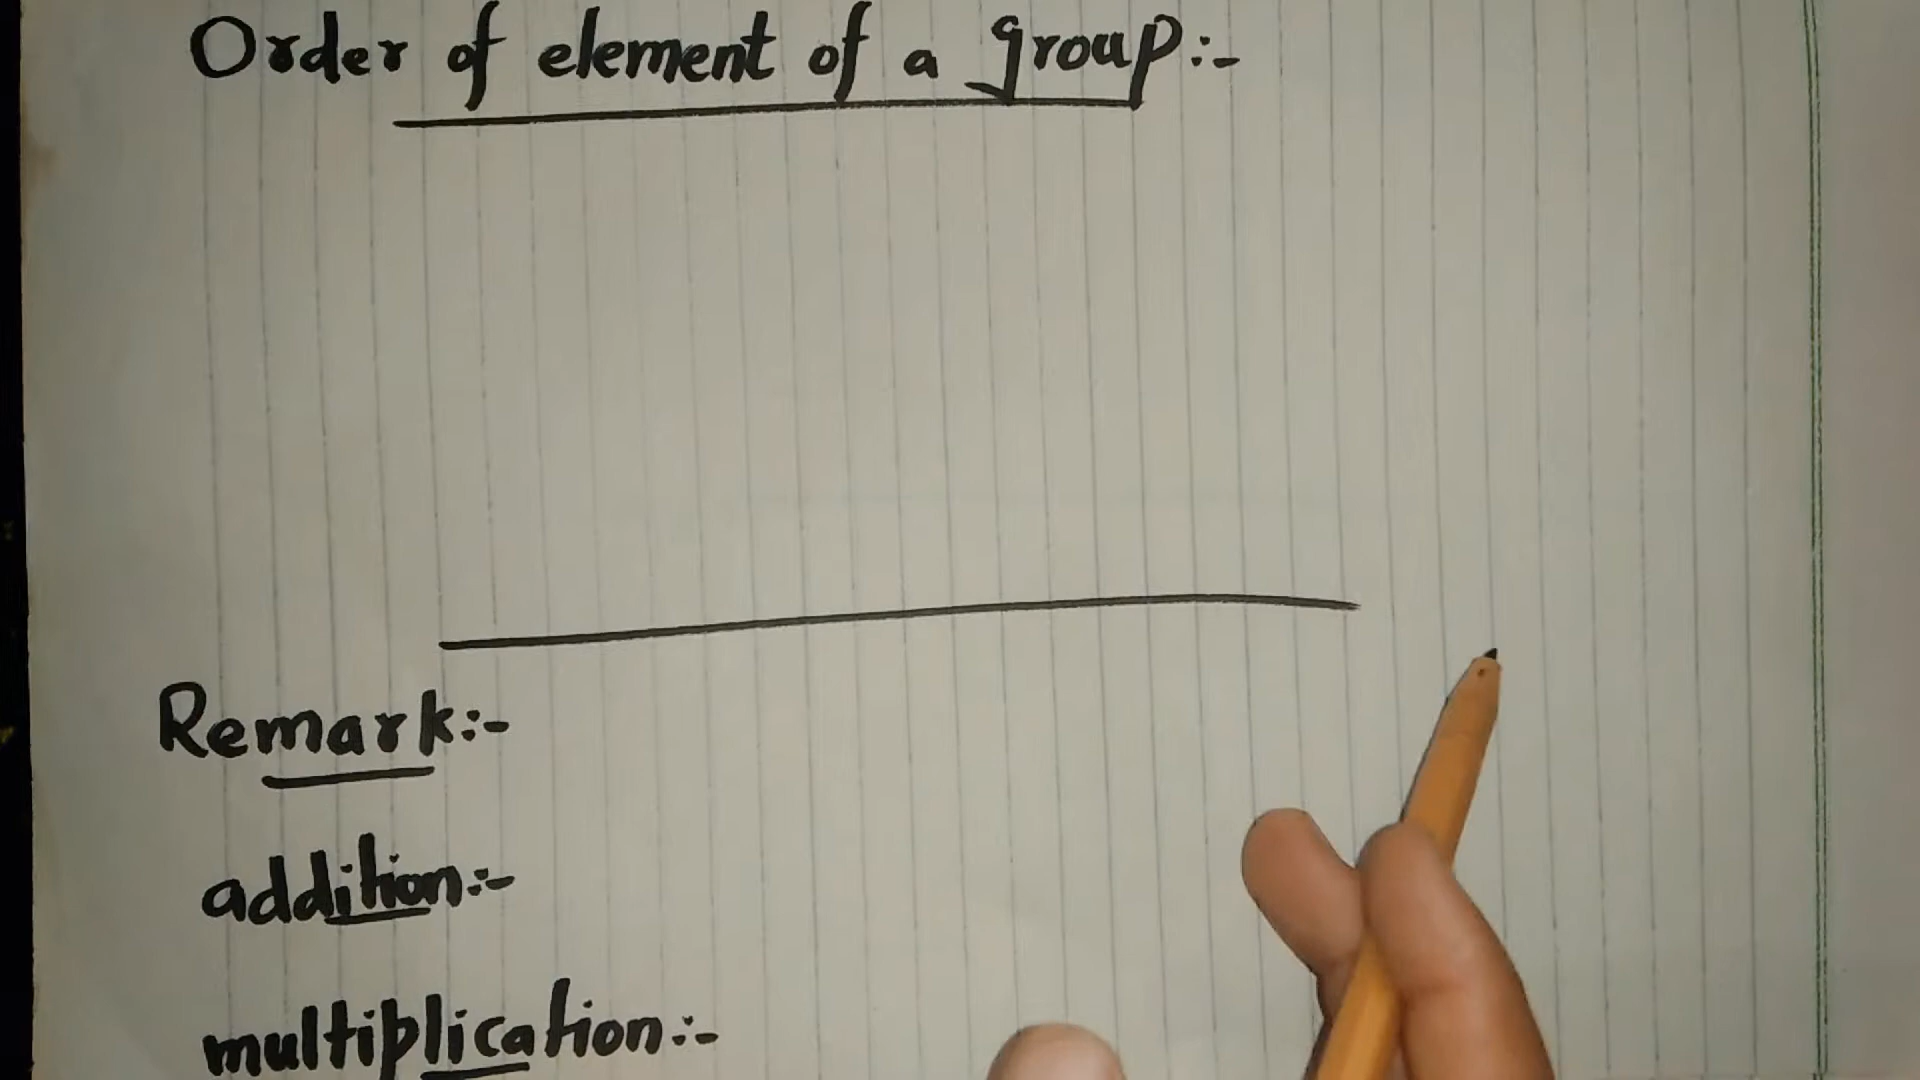 Order of element of a group:-
Remark:-
addition:-
multiplication:-